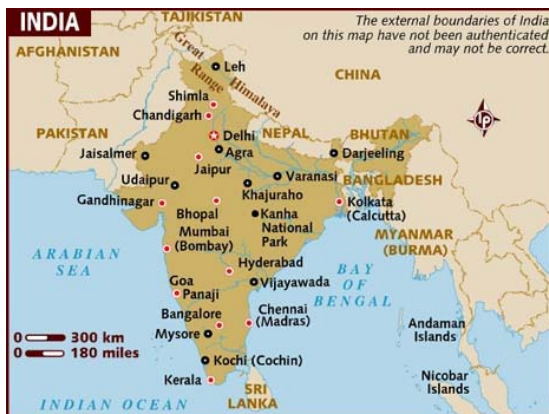 INDIA
The external boundaries of India
on this map have not been authenticated
and may not be correct.
TAJIKISTAN
AFGHANISTAN
Great
Himalaya
Range
Leh
CHINA
Shimla
Chandigarh
PAKISTAN
Delhi
NEPAL
BHUTAN
Jaisalmer
Agra
Darjeeling
Jaipur
Varanasi
BANGLADESH
Udaipur
Khajuraho
Gandhinagar
Kolkata
(Calcutta)
Bhopal
Kanha
National
Park
Mumbai
(Bombay)
MYANMAR
(BURMA)
ARABIAN
SEA
Hyderabad
BAY
OF
BENGAL
Goa
Panaji
Vijayawada
Bangalore
Chennai
(Madras)
Andaman
Islands
0 300 km
0 180 miles
Mysore
Kochi (Cochin)
Kerala
SRI
LANKA
Nicobar
Islands
INDIAN OCEAN
lp